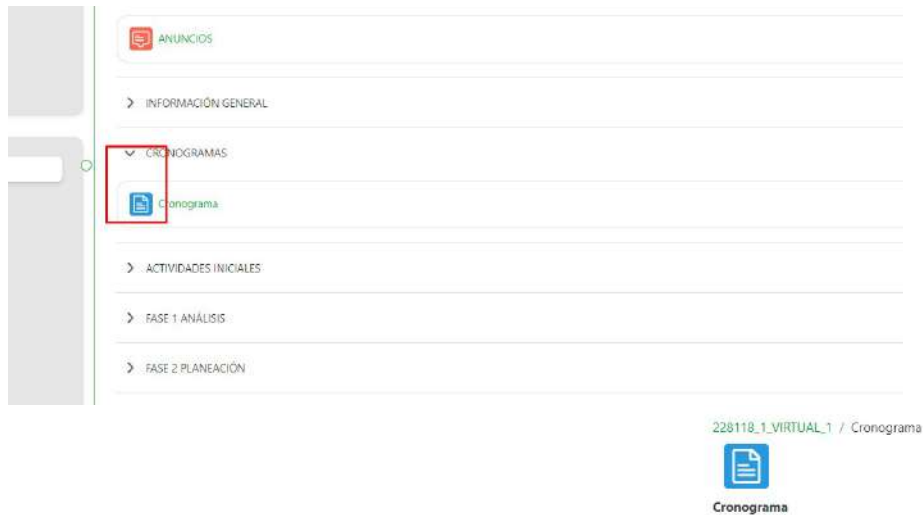 ANUNCIOS
INFORMACIÓN GENERAL
CRONOGRAMAS
Cronograma
ACTIVIDADES INICIALES
FASE 1 ANÁLISIS
FASE 2 PLANEACIÓN
228118_1_VIRTUAL_1 / Cronograma
Cronograma